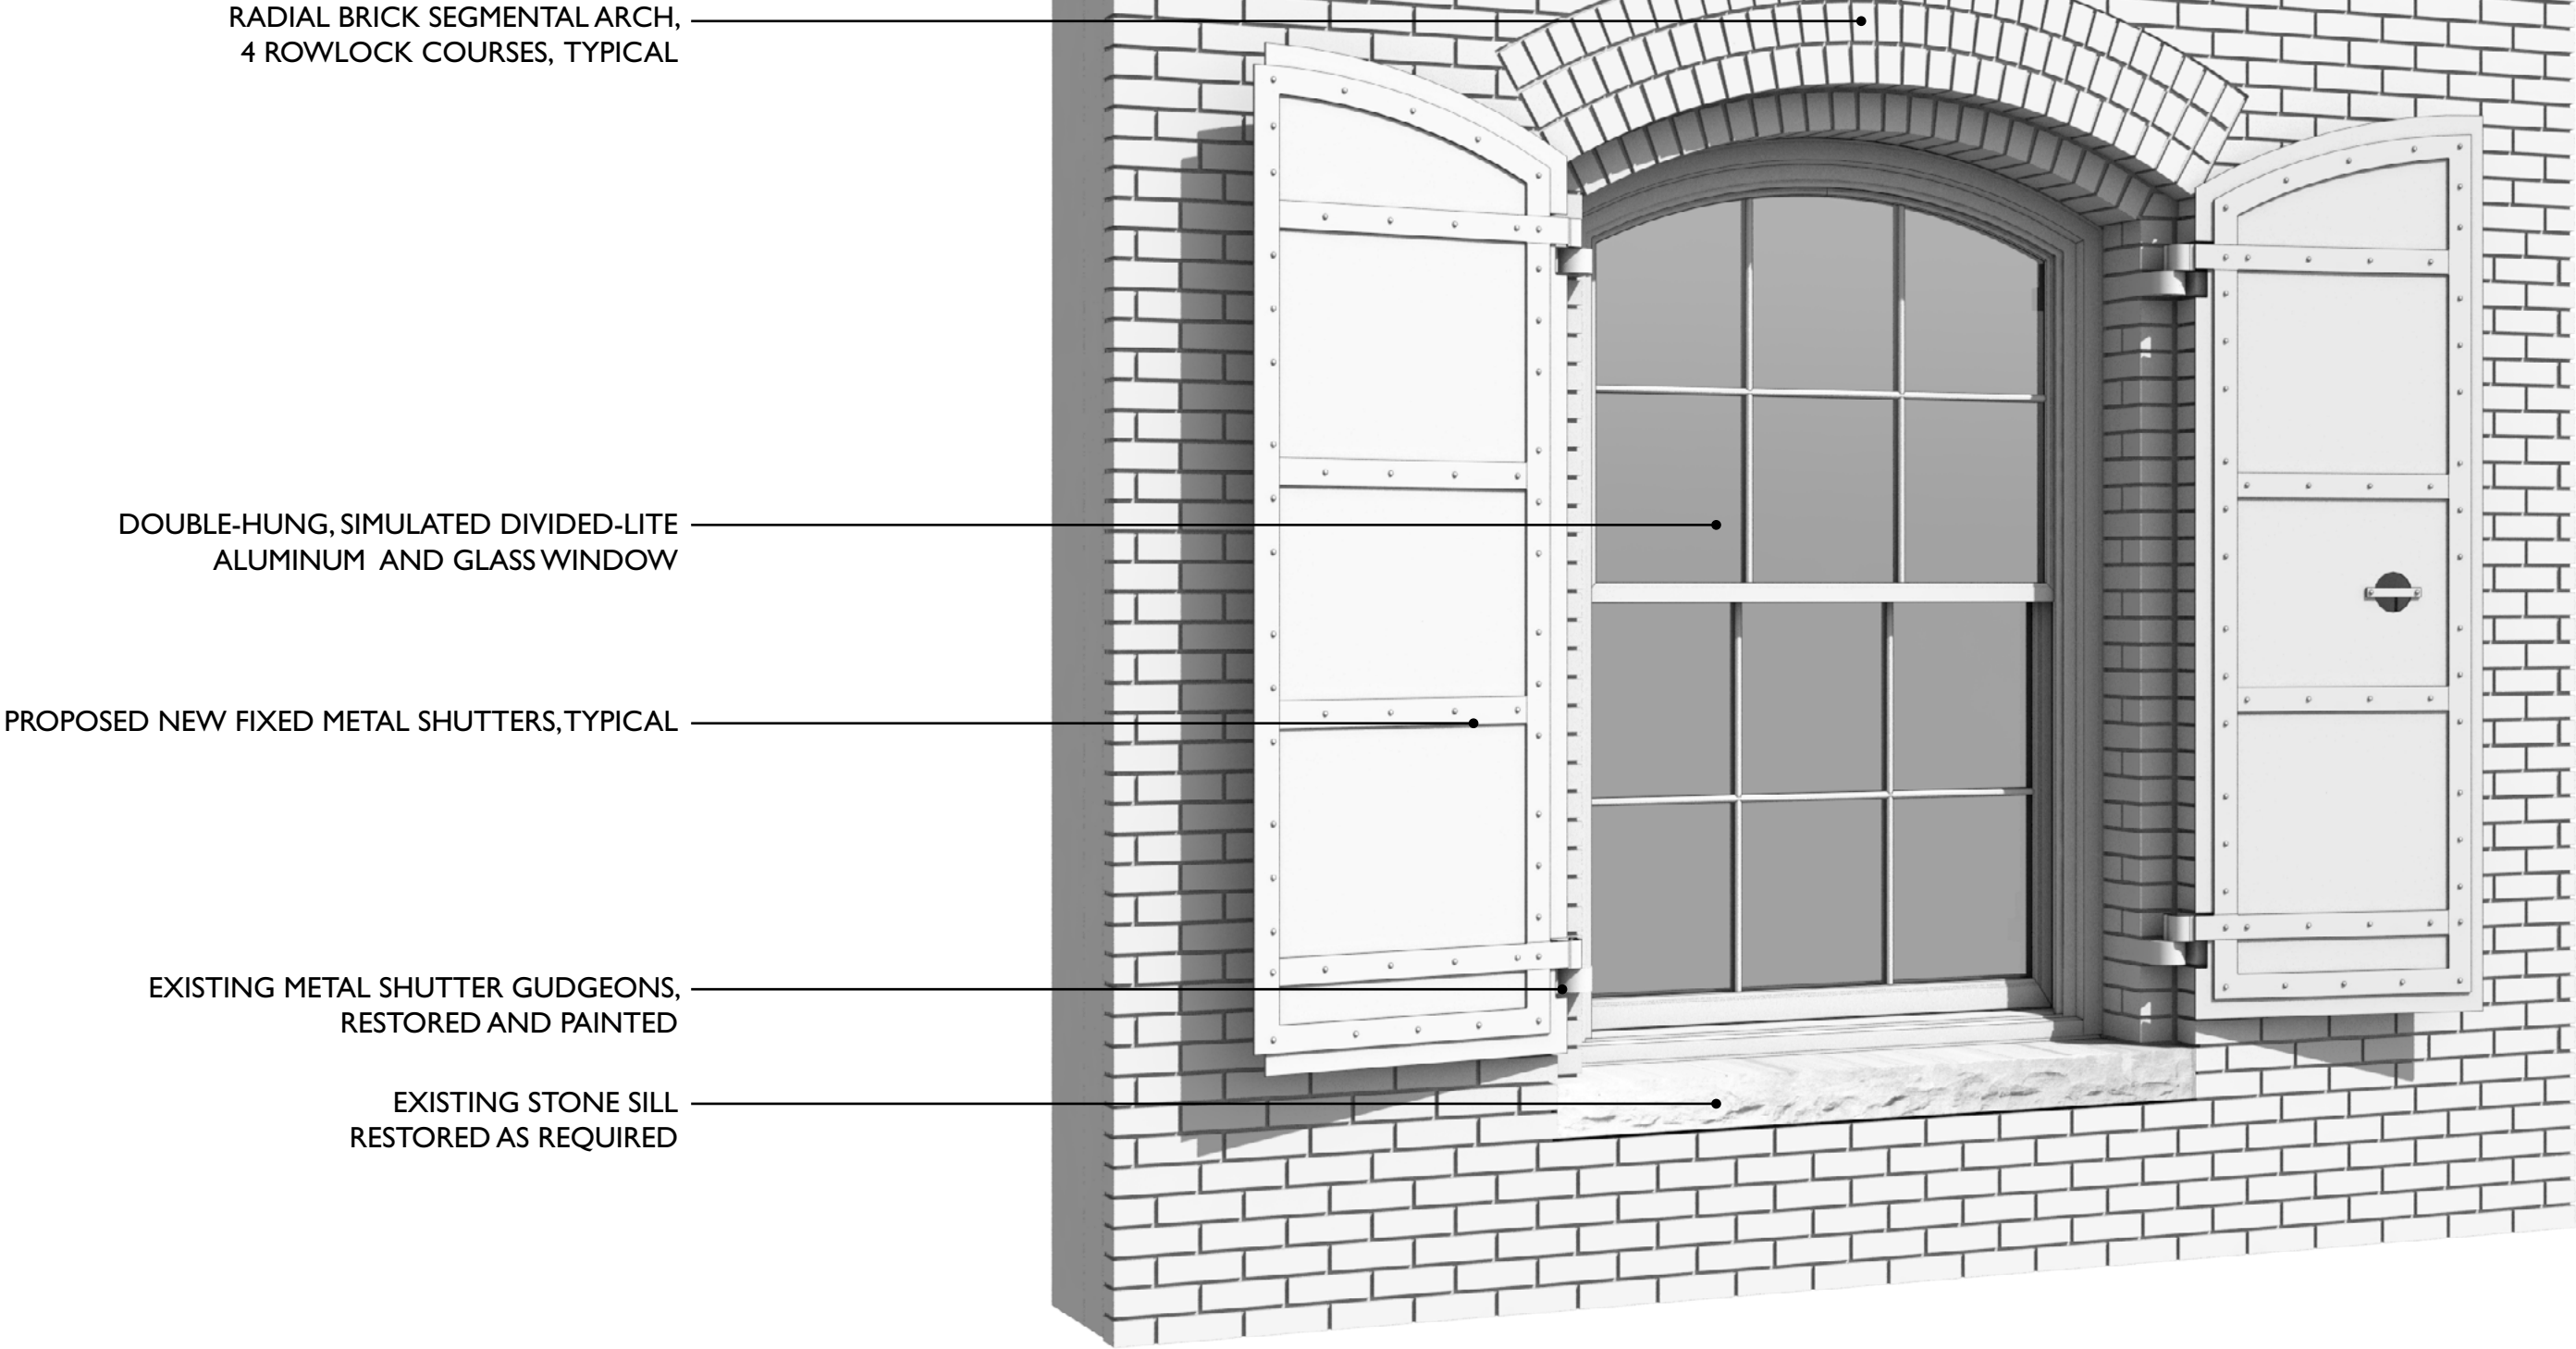 RADIAL BRICK SEGMENTAL ARCH,
4 ROWLOCK COURSES, TYPICAL
DOUBLE-HUNG, SIMULATED DIVIDED-LITE
ALUMINUM AND GLASS WINDOW
PROPOSED NEW FIXED METAL SHUTTERS, TYPICAL
EXISTING METAL SHUTTER GUDGEONS,
RESTORED AND PAINTED
EXISTING STONE SILL
RESTORED AS REQUIRED